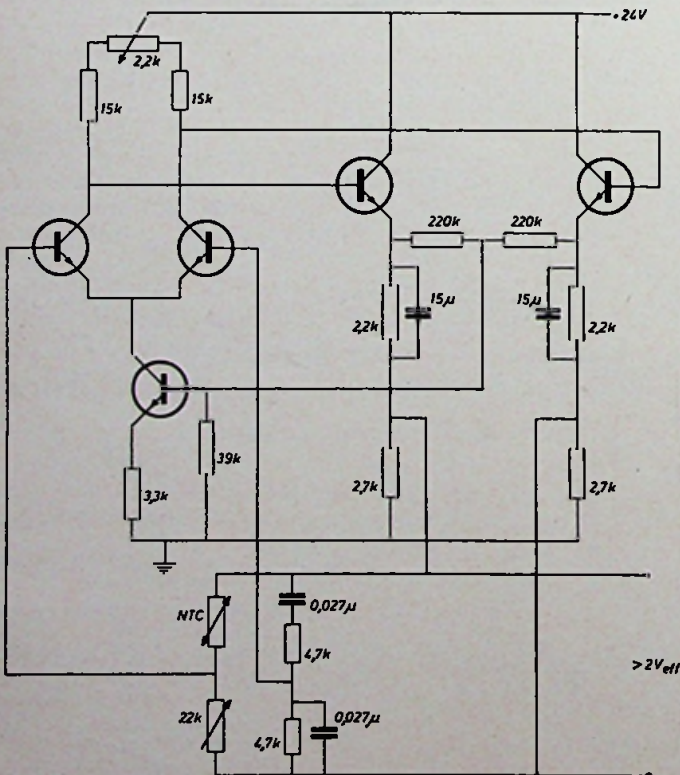 +24V
2,2k
15k
15k
220k
220k
15µ
15µ
2,2k
2,2k
39k
3,3k
2,7k
2,7k
NTC
0,027µ
4,7k
>2Veff
22k
0,027µ
4,7k